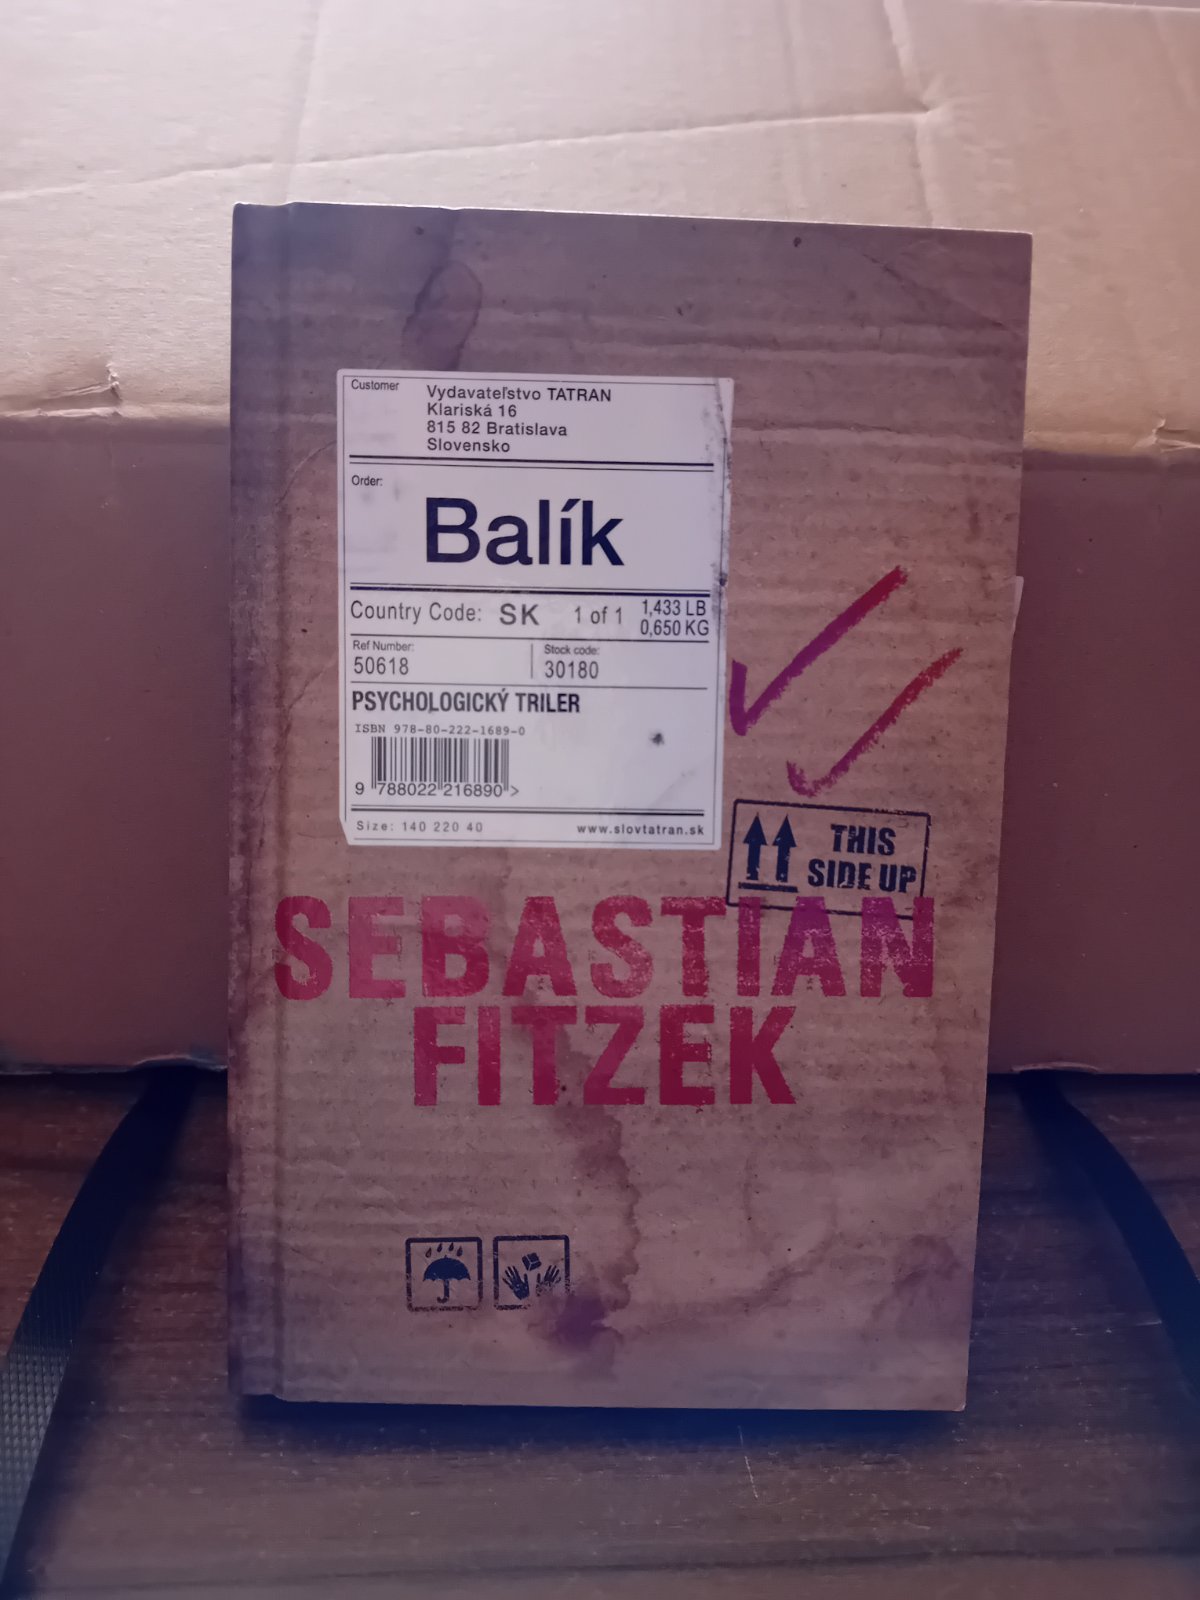 Customer
Vydavateľstvo TATRAN
Klariská 16
815 82 Bratislava
Slovensko
Order:
Balík
Country Code: SK 1 of 1 1,433 LB
0,650 KG
Ref Number: Stock code:
50618 30180
PSYCHOLOGICKÝ TRILER
ISBN 978-80-222-1689-0
9 788022 216890 >
Size: 140 220 40 www.slovtatran.sk
THIS
SIDE UP
SEBASTIAN
FITZEK